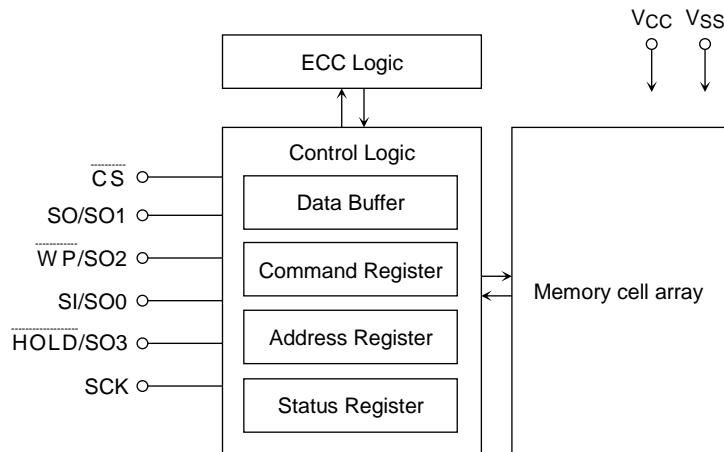 VCC VSS
ECC Logic
Control Logic
CS
Data Buffer
SO/SO1
WP/SO2
Command Register
SI/SO0
Memory cell array
HOLD/SO3
Address Register
SCK
Status Register